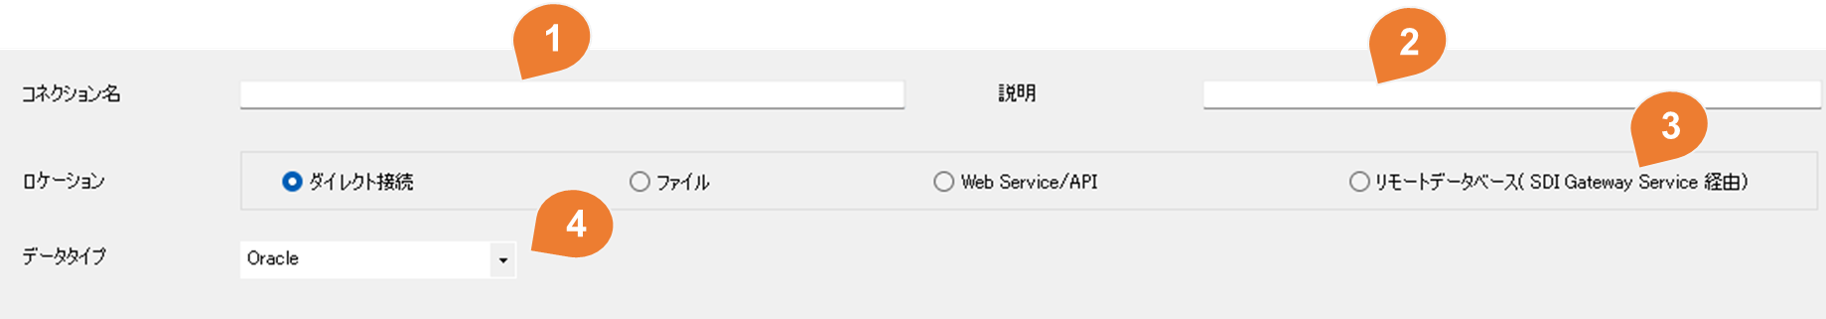 1
2
コネクション名
説明
3
ロケーション
ダイレクト接続
ファイル
Web Service/API
リモートデータベース( SDI Gateway Service 経由)
4
データタイプ
Oracle